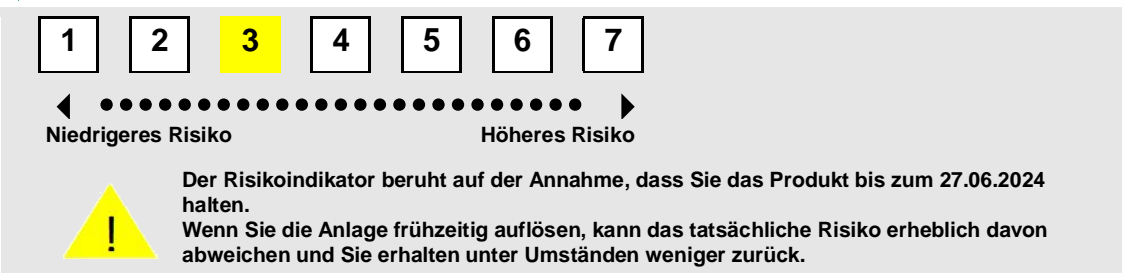 1 2 3 4 5 6 7
Niedrigeres Risiko Höheres Risiko
Der Risikoindikator beruht auf der Annahme, dass Sie das Produkt bis zum 27.06.2024
halten.
Wenn Sie die Anlage frühzeitig auflösen, kann das tatsächliche Risiko erheblich davon
abweichen und Sie erhalten unter Umständen weniger zurück.
!